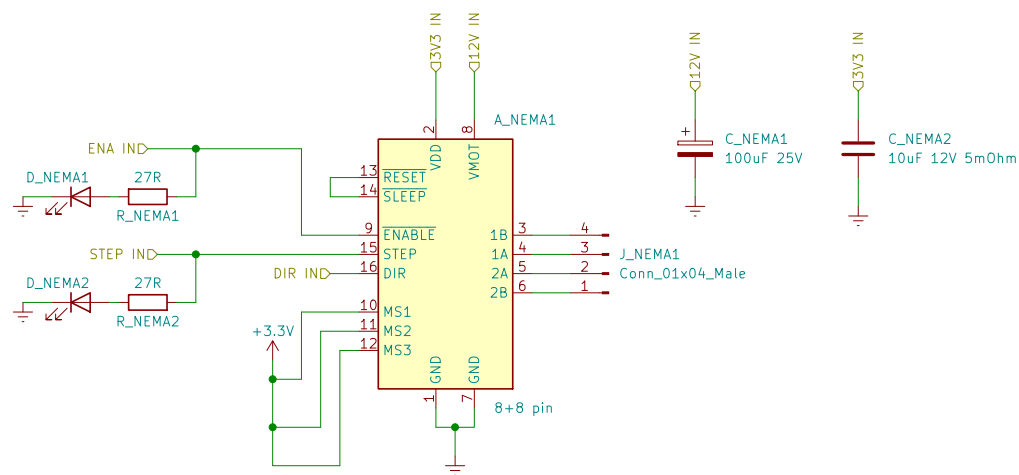 3V3 IN
12V IN
12V IN
3V3 IN
A_NEMA1
2
8
VDD
VMOT
ENA IN
D_NEMA1
27R
R_NEMA1
13
RESET
14
SLEEP
9
ENABLE
STEP IN
15
STEP
DIR IN
16
DIR
D_NEMA2
27R
R_NEMA2
10
MS1
11
MS2
12
MS3
+3.3V
1B
3
4
1A
4
3
2A
5
2
2B
6
1
J_NEMA1
Conn_01x04_Male
GND
GND
1
7
8+8 pin
+
C_NEMA1
100uF 25V
C_NEMA2
10uF 12V 5mOhm